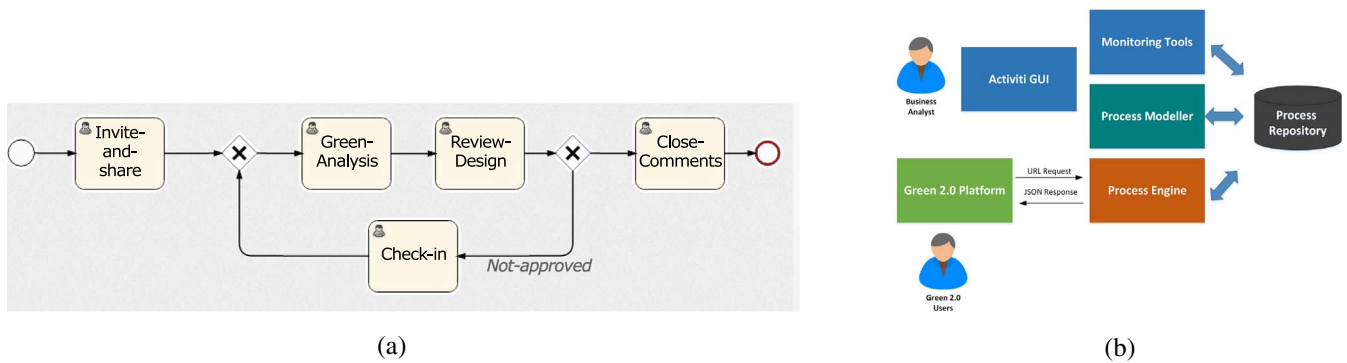 Invite-
and-
share
Green-
Analysis
Review-
Design
Close-
Comments
Check-in
Not-approved
(a)
Monitoring Tools
Activiti GUI
Business
Analyst
Process Modeller
Process
Repository
Green 2.0 Platform
URL Request
JSON Response
Process Engine
Green 2.0
Users
(b)